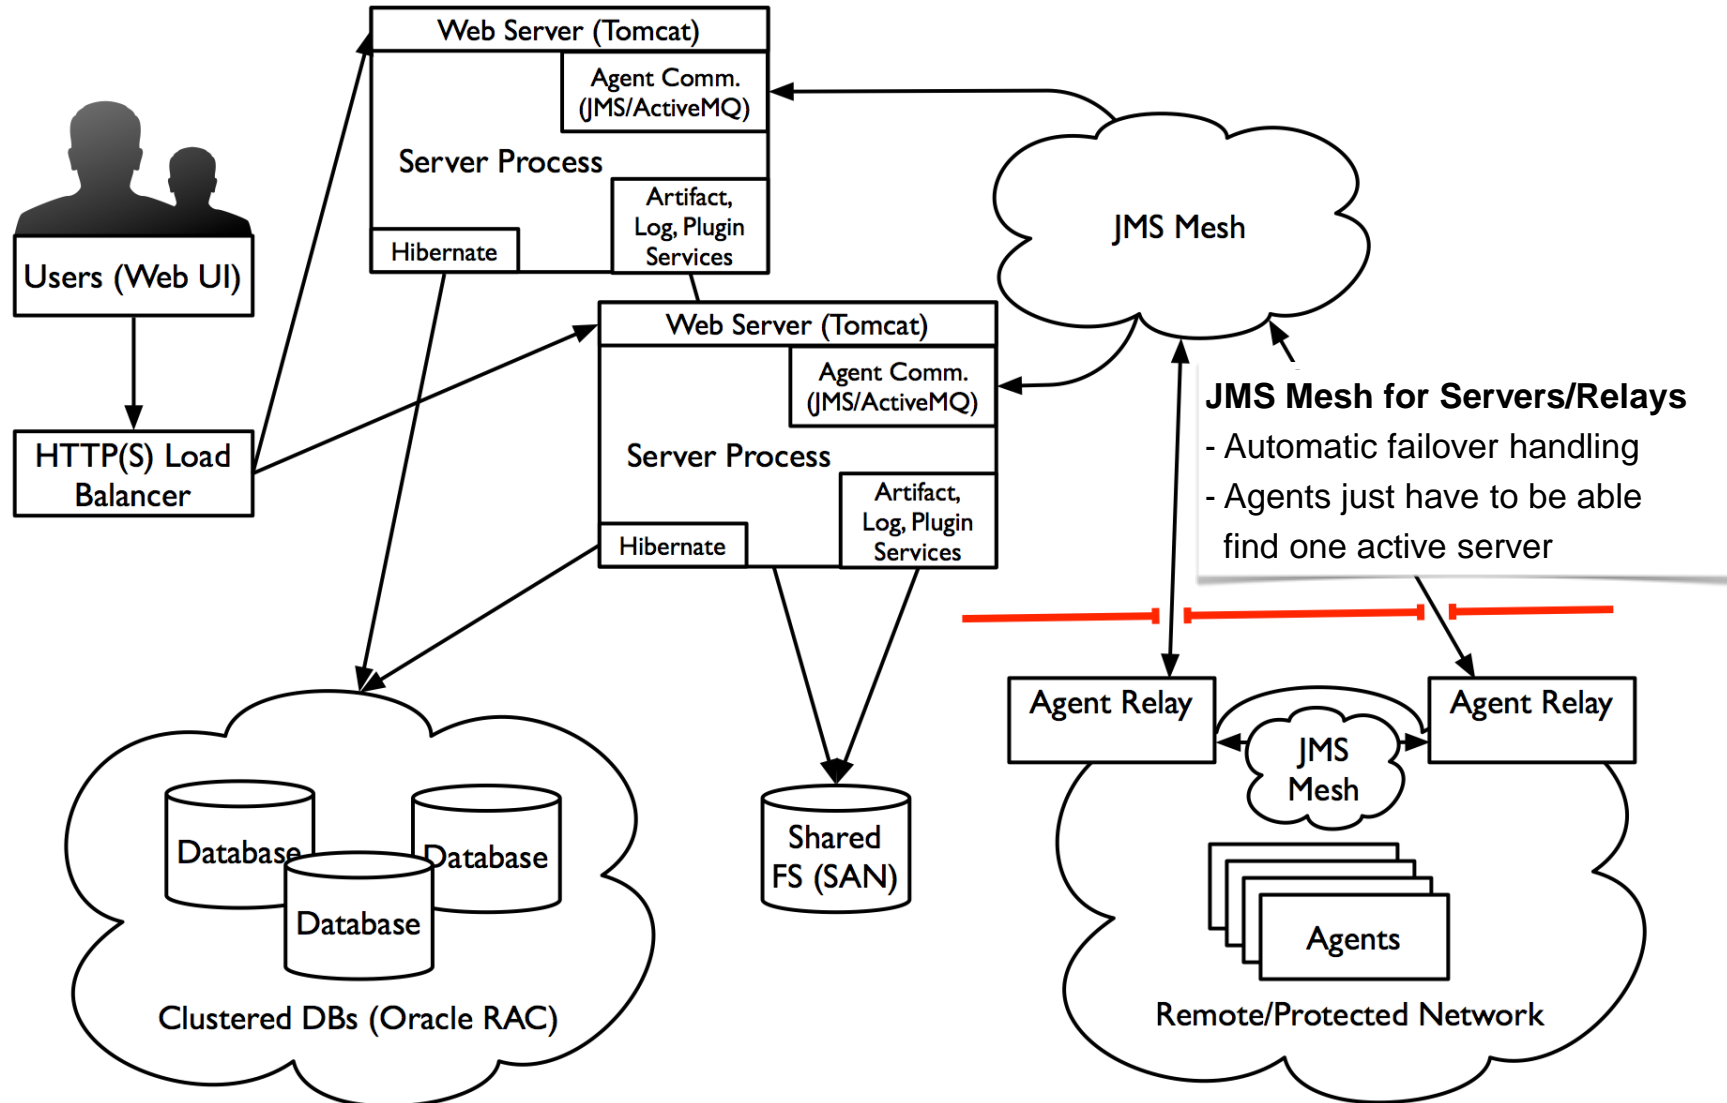 Web Server (Tomcat)
Agent Comm.
(JMS/ActiveMQ)
Server Process
Artifact,
Log, Plugin
Services
Hibernate
Users (Web UI)
HTTP(S) Load
Balancer
Web Server (Tomcat)
Agent Comm.
(JMS/ActiveMQ)
Server Process
Artifact,
Log, Plugin
Services
Hibernate
JMS Mesh
JMS Mesh for Servers/Relays
- Automatic failover handling
- Agents just have to be able
find one active server
Agent Relay
Agent Relay
JMS
Mesh
Agents
Remote/Protected Network
Shared
FS (SAN)
Database
Database
Database
Clustered DBs (Oracle RAC)